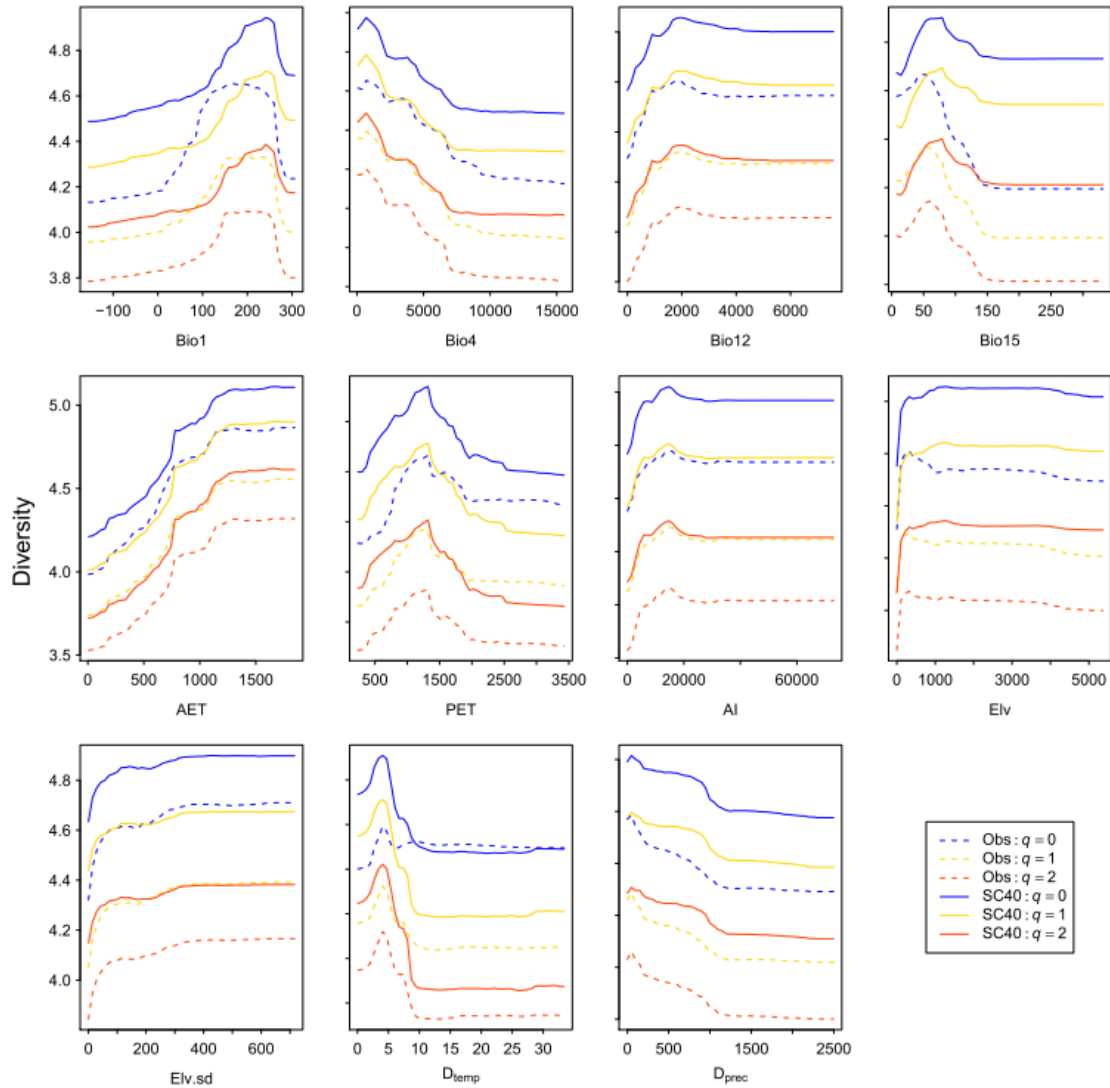 4.8
4.6
4.4
4.2
4.0
3.8
−100 0 100 200 300
Bio1
0 5000 10000 15000
Bio4
0 2000 4000 6000
Bio12
0 50 150 250
Bio15
Diversity
5.0
4.5
4.0
3.5
0 500 1000 1500
AET
500 1500 2500 3500
PET
0 20000 60000
AI
0 1000 3000 5000
Elv
4.8
4.6
4.4
4.2
4.0
0 200 400 600
Elv.sd
0 5 10 15 20 25 30
Dtemp
0 500 1500 2500
Dprec
Obs : q = 0
Obs : q = 1
Obs : q = 2
SC40 : q = 0
SC40 : q = 1
SC40 : q = 2